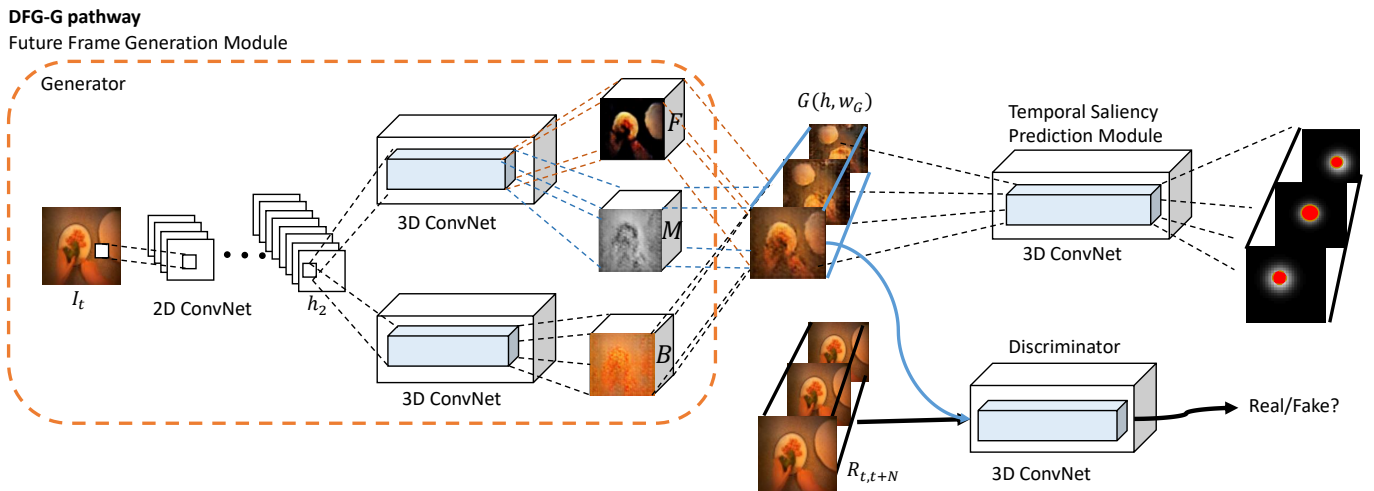 DFG-G pathway
Future Frame Generation Module
Generator
F
G(h, w_G)
Temporal Saliency
Prediction Module
3D ConvNet
M
3D ConvNet
I_t
2D ConvNet
h_2
B
3D ConvNet
Discriminator
Real/Fake?
R_{t,t+N}
3D ConvNet